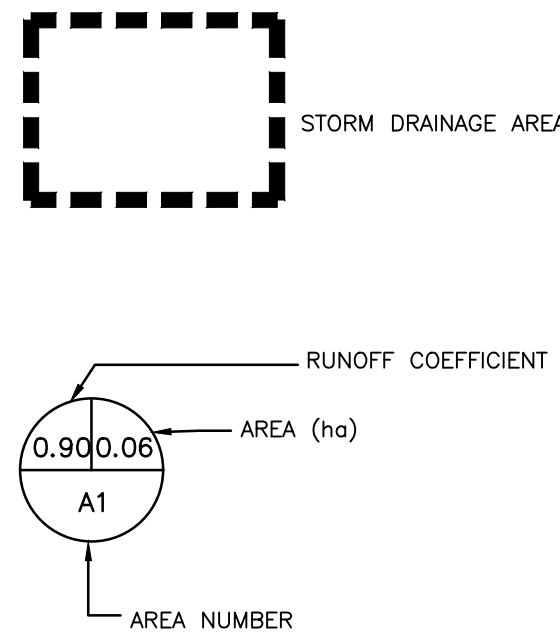 STORM DRAINAGE AREA
RUNOFF COEFFICIENT
AREA (ha)
0.90 0.06
A1
AREA NUMBER